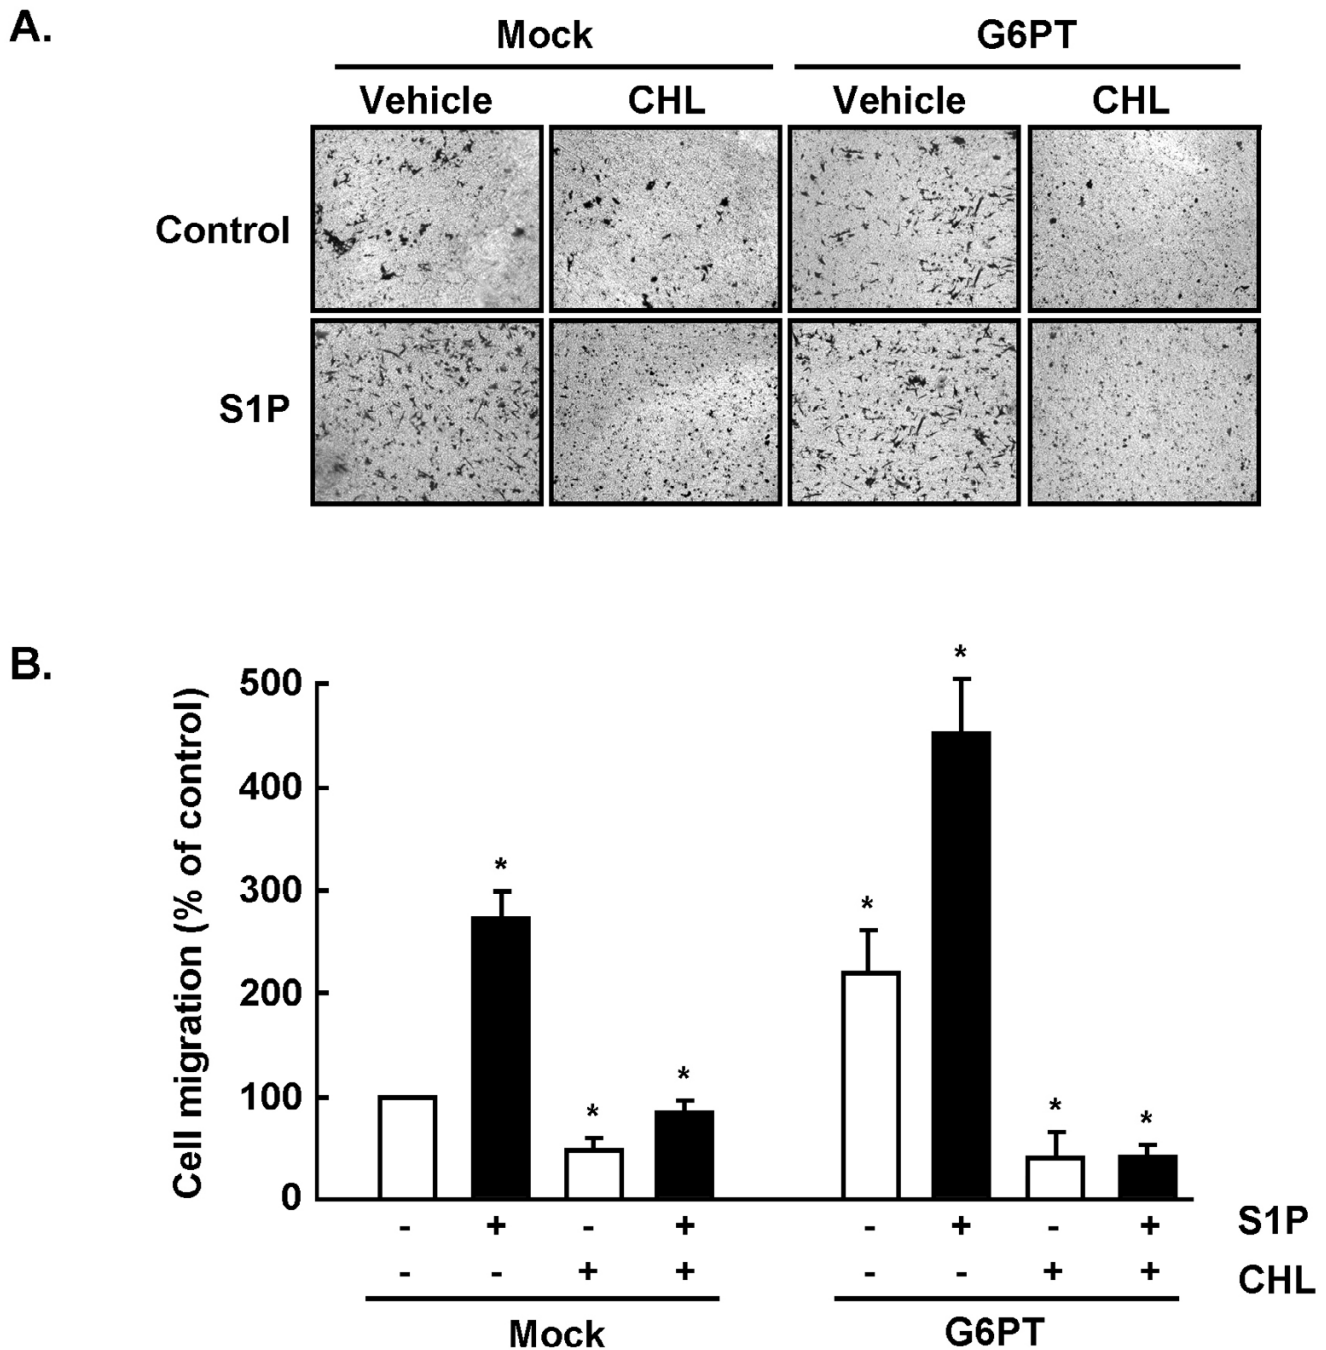 A.
Mock G6PT
Vehicle CHL Vehicle CHL
Control
S1P
B.
Cell migration (% of control)
500
400
300
200
100
0
* * * * * * *
- + - + - + - + S1P
- - + + - - + + CHL
Mock G6PT